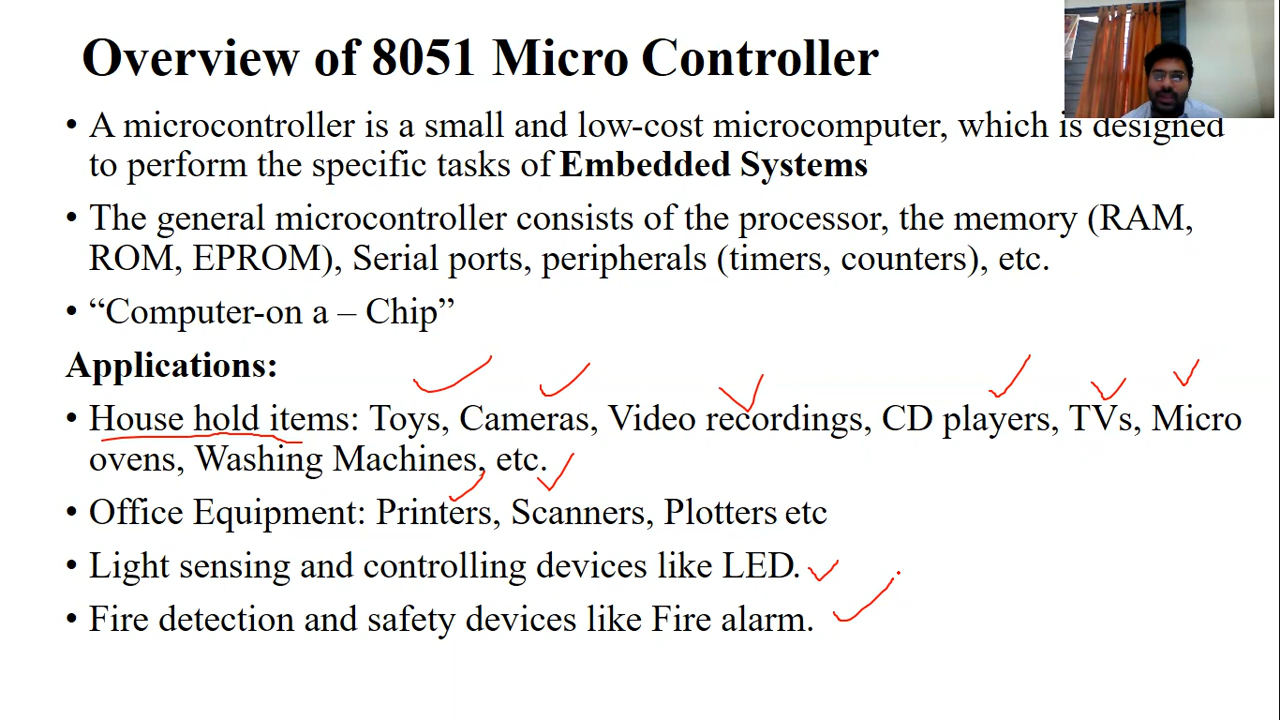 Overview of 8051 Micro Controller
• A microcontroller is a small and low-cost microcomputer, which is designed
to perform the specific tasks of Embedded Systems
• The general microcontroller consists of the processor, the memory (RAM,
ROM, EPROM), Serial ports, peripherals (timers, counters), etc.
• “Computer-on a – Chip”
Applications:
• House hold items: Toys, Cameras, Video recordings, CD players, TVs, Micro
ovens, Washing Machines, etc.
• Office Equipment: Printers, Scanners, Plotters etc
• Light sensing and controlling devices like LED.
• Fire detection and safety devices like Fire alarm.